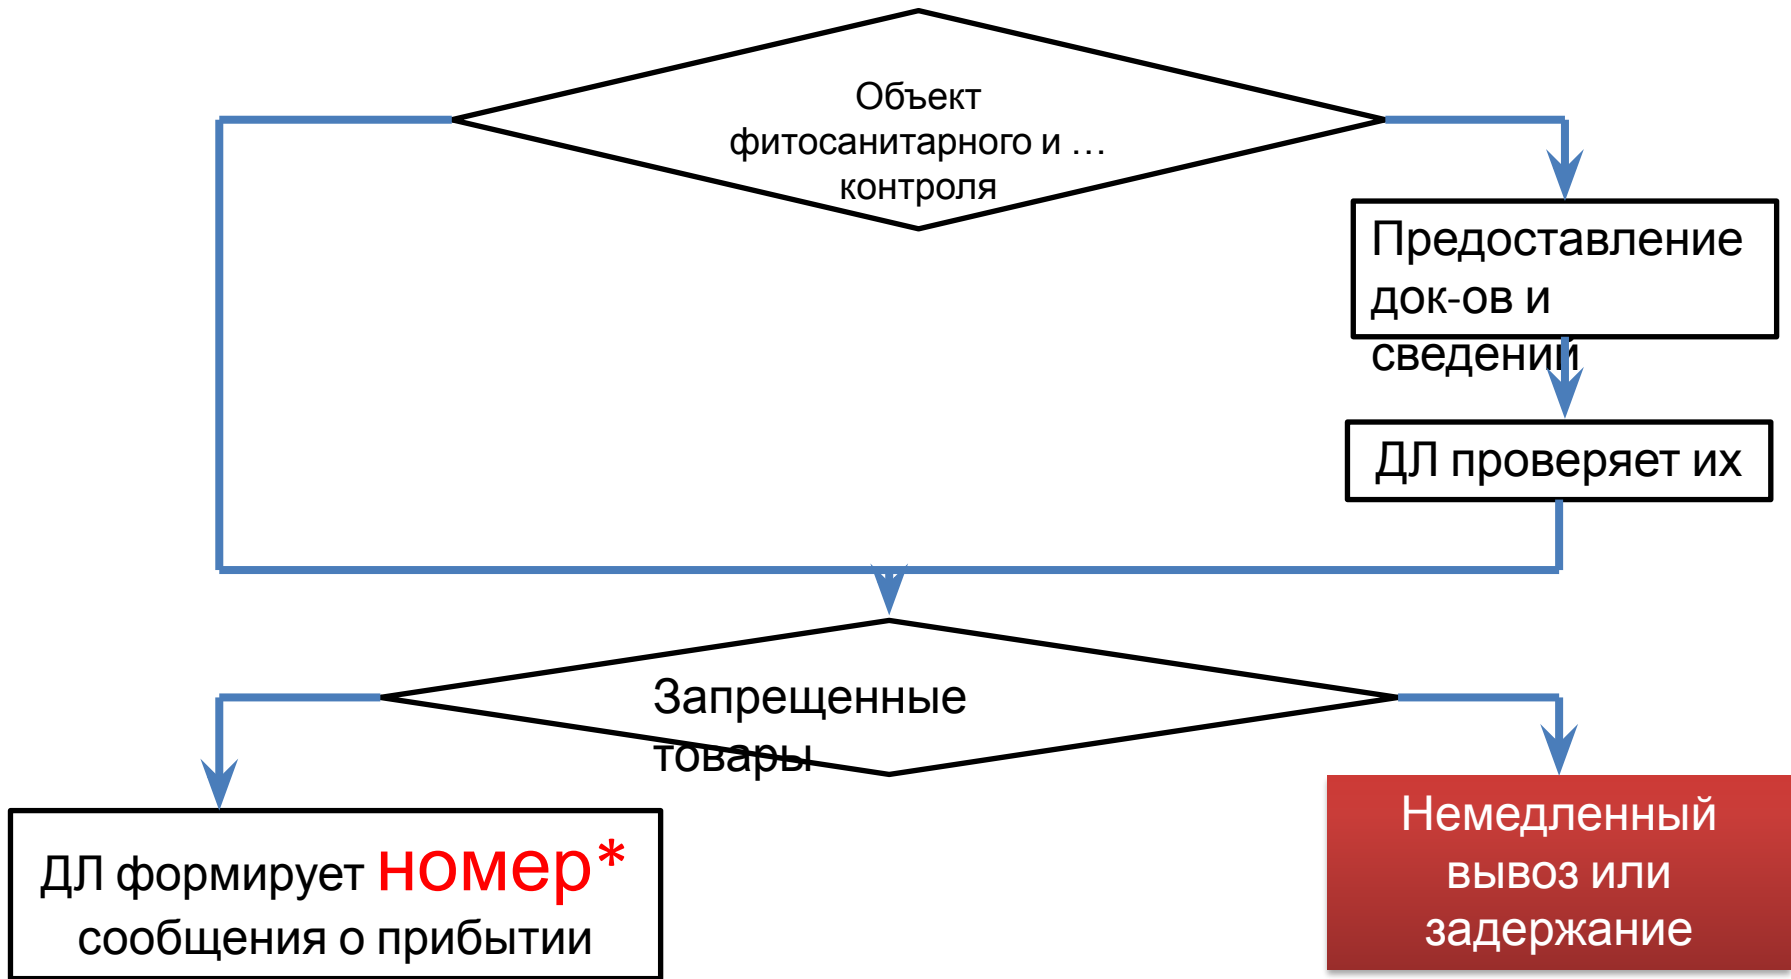 Объект
фитосанитарного и …
контроля
Предоставление
док-ов и
сведений
ДЛ проверяет их
Запрещенные
товары
ДЛ формирует номер*
сообщения о прибытии
Немедленный
вывоз или
задержание